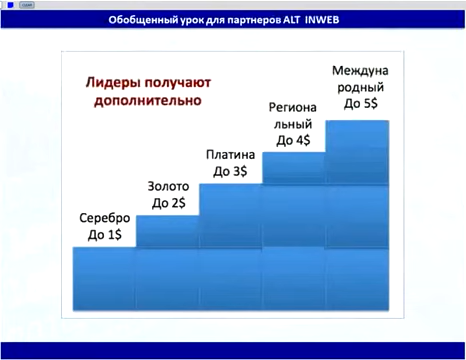 Обобщенный урок для партнеров ALT INWEB
Лидеры получают
дополнительно
Серебро
До 1$
Золото
До 2$
Платина
До 3$
Региона
льный
До 4$
Междуна
родный
До 5$